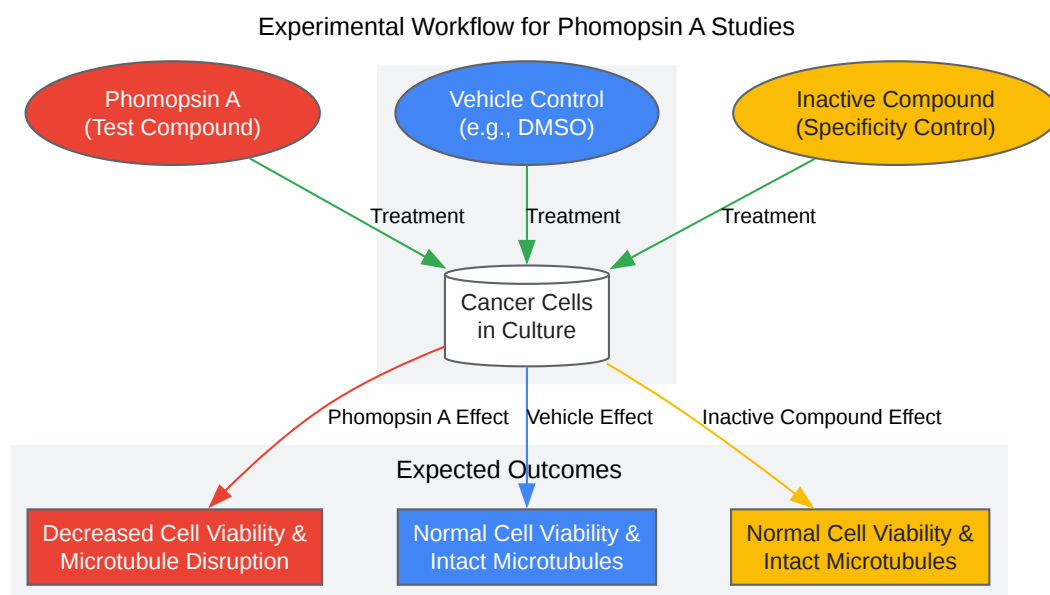 Experimental Workflow for Phomopsin A Studies
Phomopsin A
(Test Compound)
Vehicle Control
(e.g., DMSO)
Inactive Compound
(Specificity Control)
Treatment
Treatment
Treatment
Cancer Cells
in Culture
Phomopsin A Effect
Vehicle Effect
Inactive Compound Effect
Expected Outcomes
Decreased Cell Viability &
Microtubule Disruption
Normal Cell Viability &
Intact Microtubules
Normal Cell Viability &
Intact Microtubules